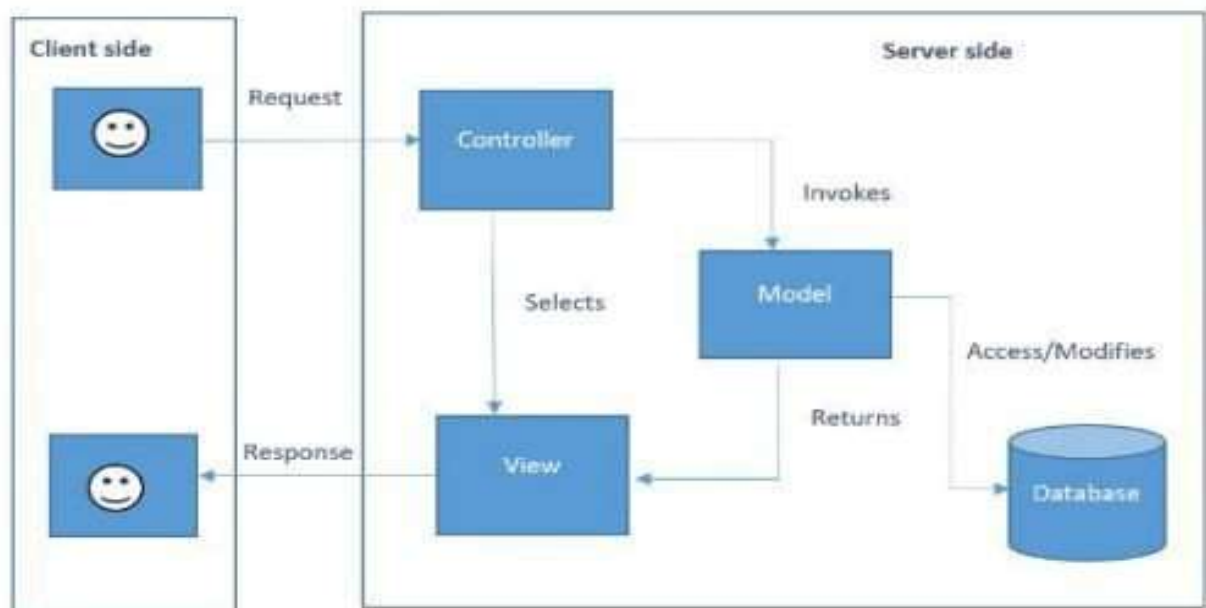 Client side
Server side
Request
Controller
Invokes
Model
Selects
Access/Modifies
Returns
Response
View
Database